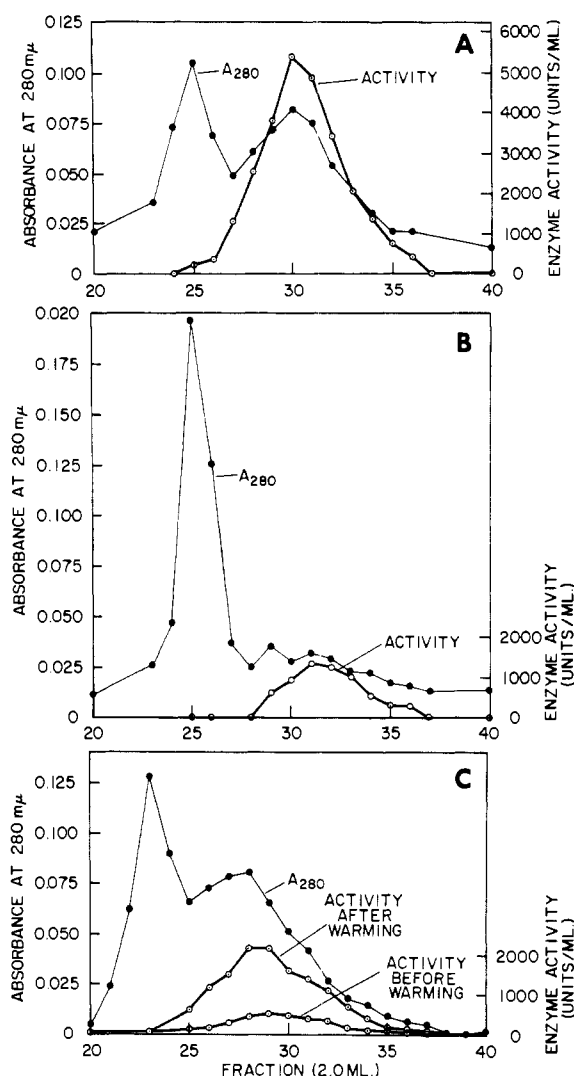 A
ABSORBANCE AT 280 mμ
0.125
0.100
0.075
0.050
0.025
0
A280
ACTIVITY
6000
5000
4000
3000
2000
1000
0
ENZYME ACTIVITY (UNITS/ML)
20 25 30 35 40
B
ABSORBANCE AT 280 mμ
0.020
0.175
0.150
0.125
0.100
0.075
0.050
0.025
0
A280
ACTIVITY
2000
1000
0
ENZYME ACTIVITY
(UNITS/ML.)
20 25 30 35 40
C
ABSORBANCE AT 280 mμ
0.125
0.100
0.075
0.050
0.025
0
A280
ACTIVITY
AFTER
WARMING
ACTIVITY
BEFORE
WARMING
2000
1000
0
ENZYME ACTIVITY
(UNITS/ML.)
20 25 30 35 40
FRACTION (2.0 ML.)